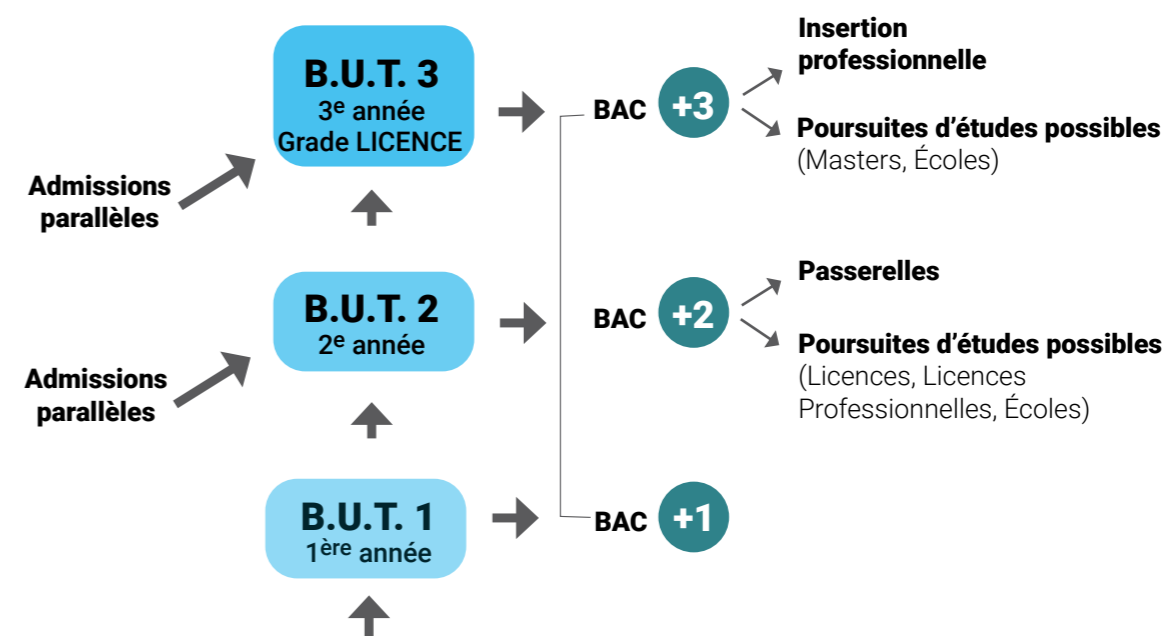 Insertion
professionnelle
B.U.T. 3
3e année
Grade LICENCE
BAC +3
Poursuites d'études possibles
(Masters, Écoles)
Admissions
parallèles
Passerelles
B.U.T. 2
2e année
BAC +2
Poursuites d'études possibles
(Licences, Licences
Professionnelles, Écoles)
Admissions
parallèles
B.U.T. 1
1ère année
BAC +1